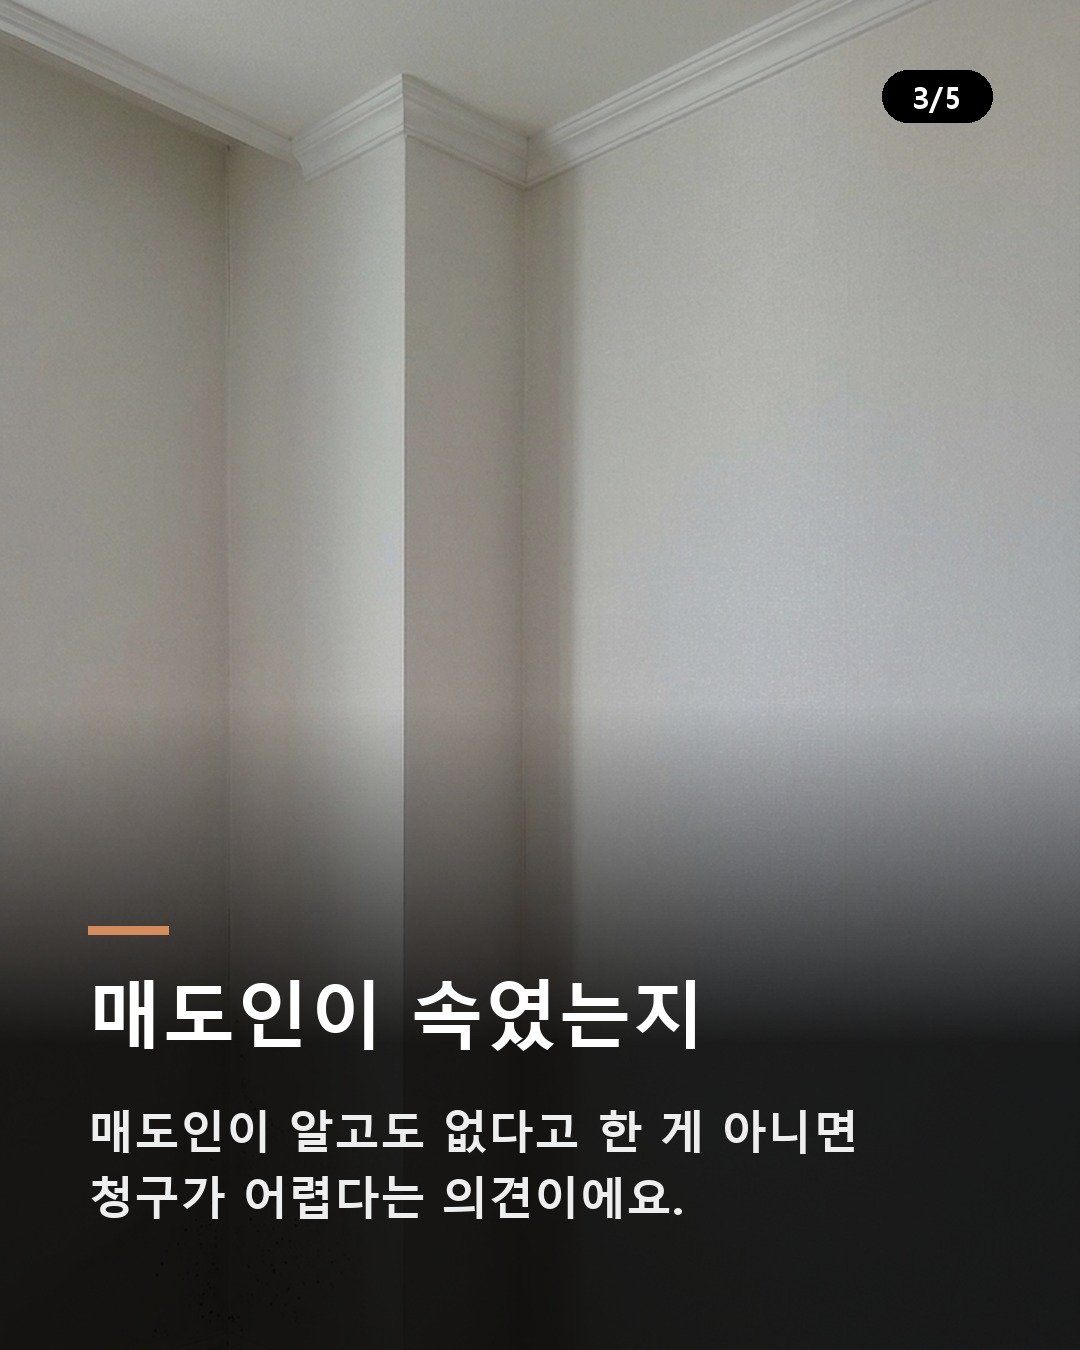 3/5
매도인이 속였는지
매도인이 알고도 없다고 한 게 아니면
청구가 어렵다는 의견이에요.